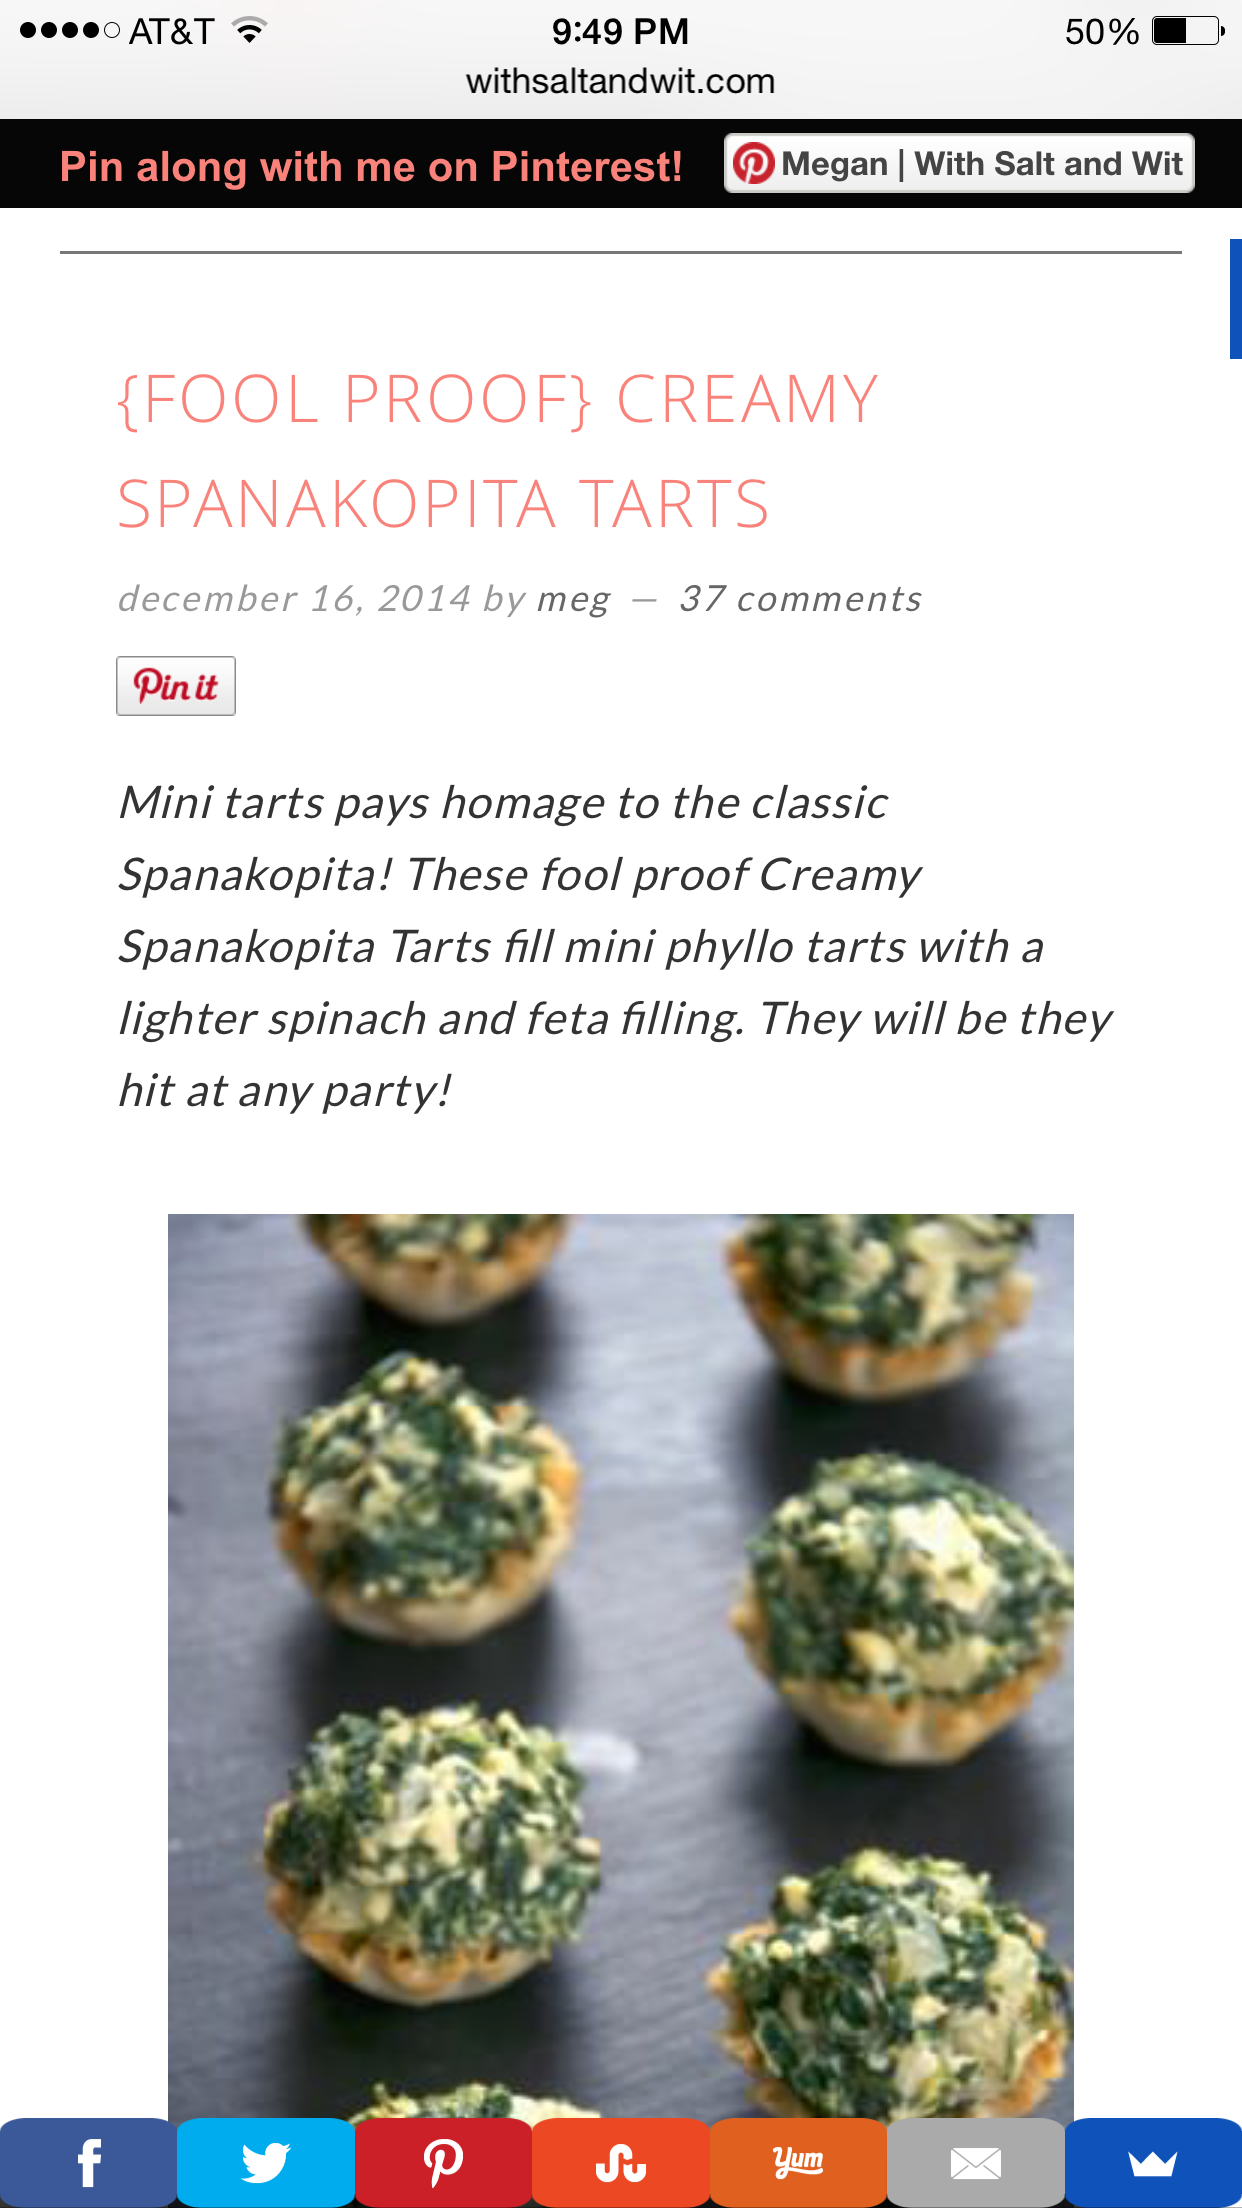 AT&T 9:49 PM 50%
withsaltandwit.com
Pin along with me on Pinterest! Megan | With Salt and Wit
{FOOL PROOF} CREAMY
SPANAKOPITA TARTS
december 16, 2014 by meg — 37 comments
Pin it
Mini tarts pays homage to the classic
Spanakopita! These fool proof Creamy
Spanakopita Tarts fill mini phyllo tarts with a
lighter spinach and feta filling. They will be they
hit at any party!
Yum